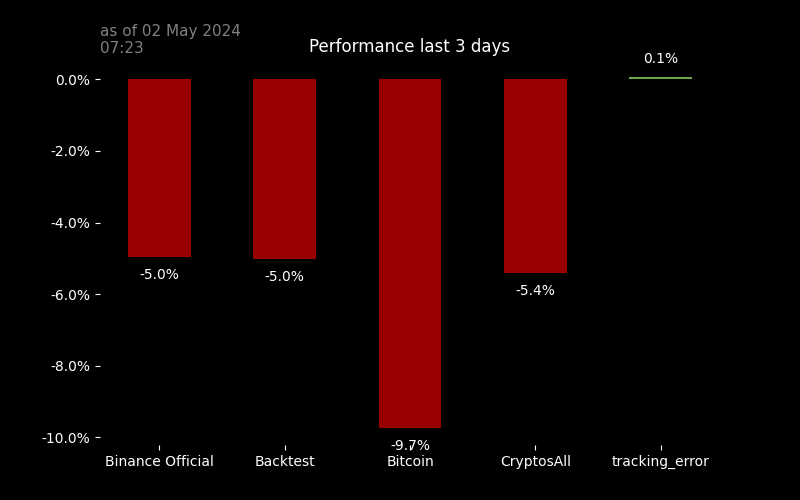 as of 02 May 2024
07:23
Performance last 3 days
0.1%
0.0%
-2.0%
-4.0%
-5.0%
-5.0%
-5.4%
-6.0%
-8.0%
-10.0%
-9.7%
Binance Official
Backtest
Bitcoin
CryptosAll
tracking_error